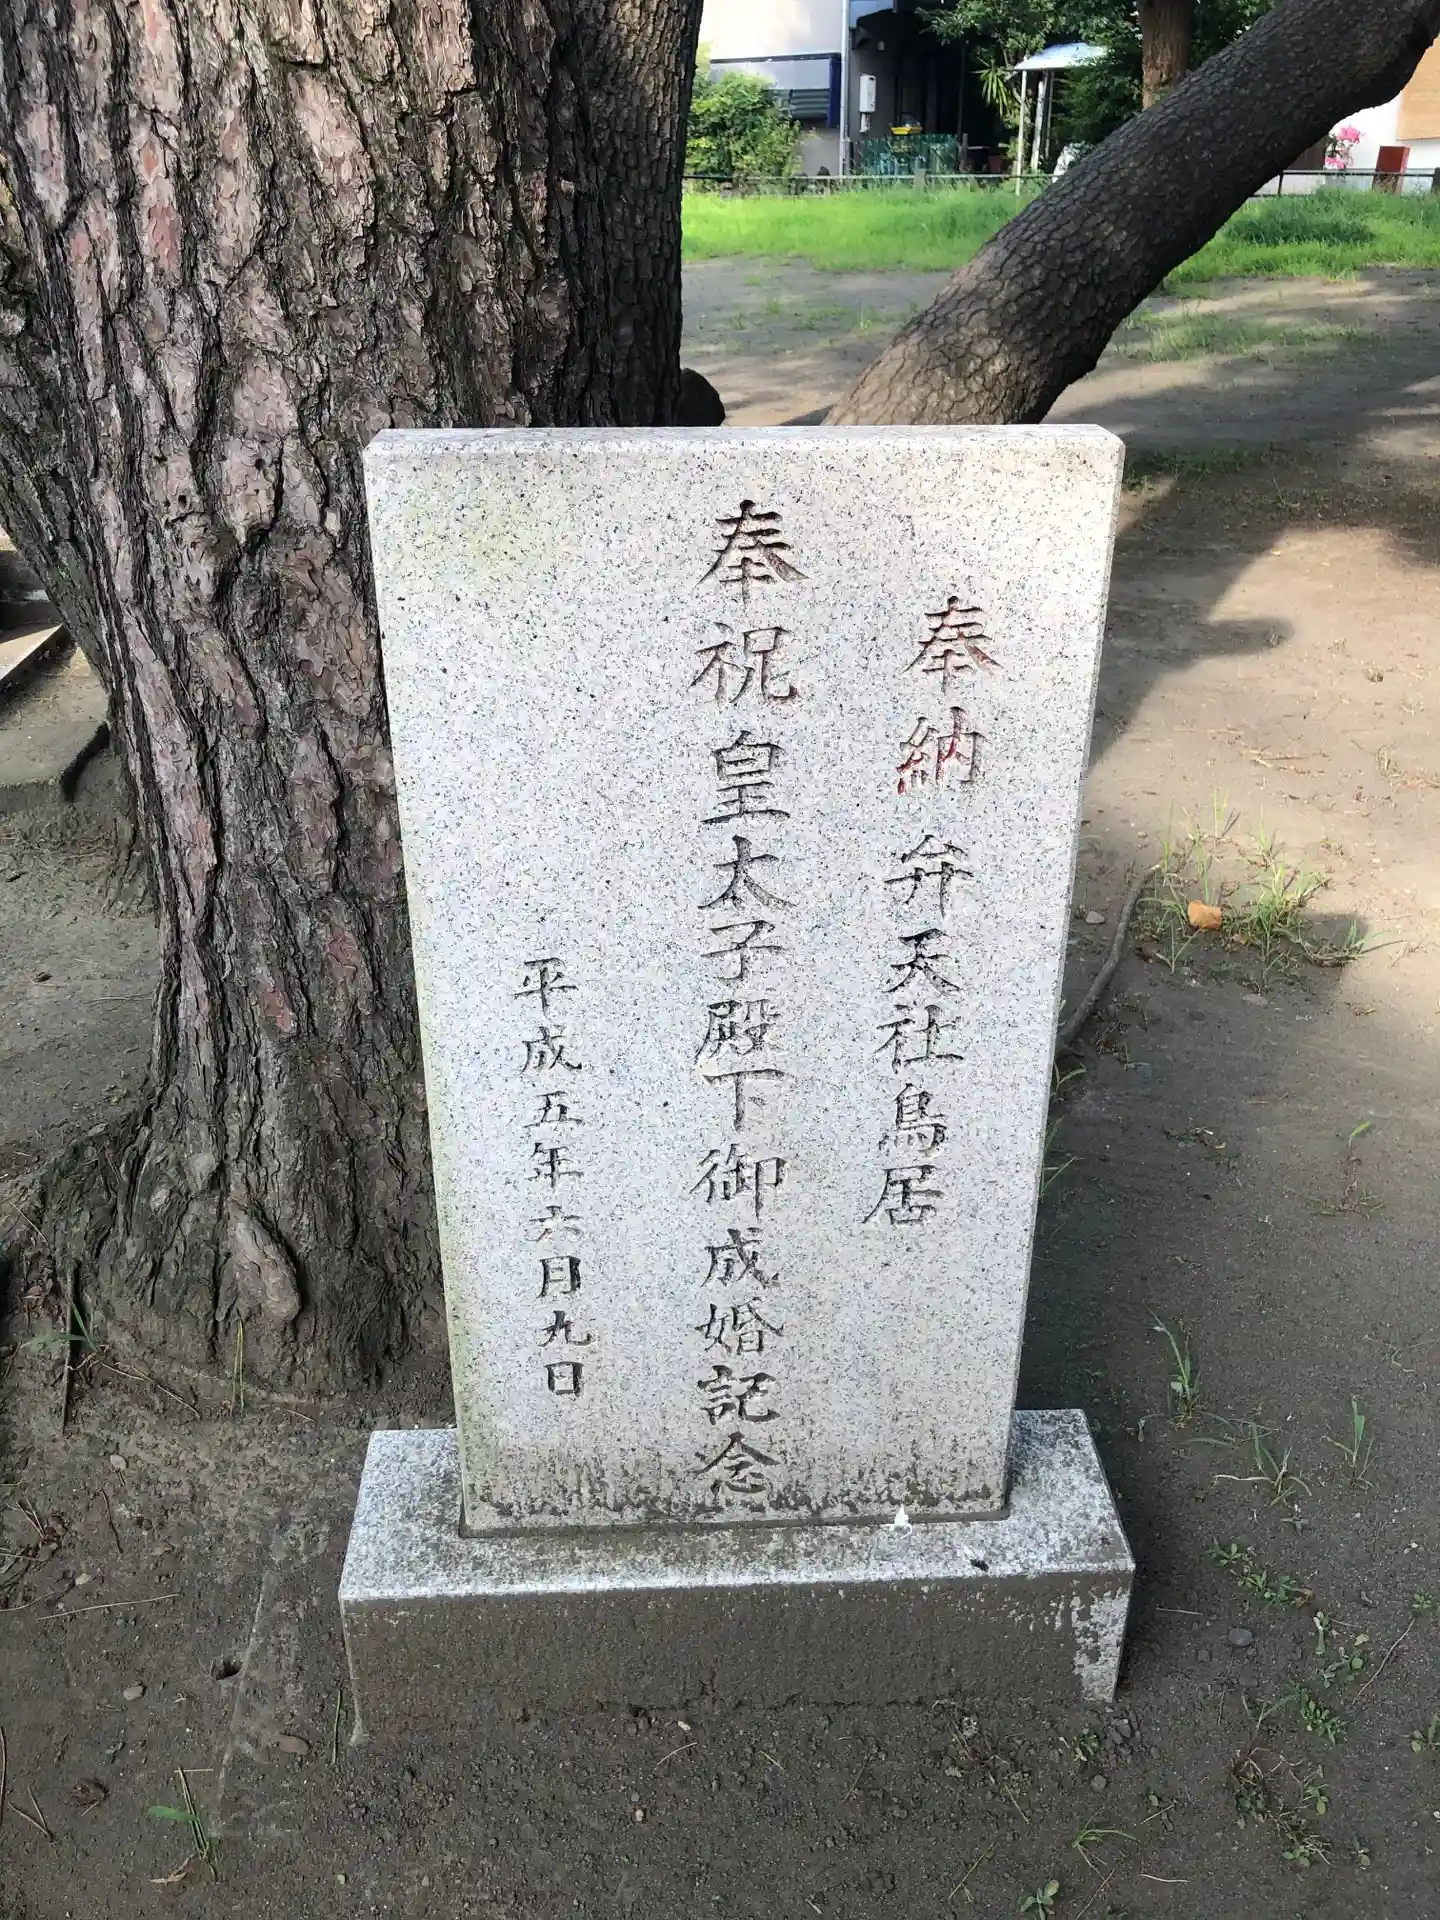 奉納弁天社鳥居
奉祝皇太子殿下御成婚記念
平成五年六月九日